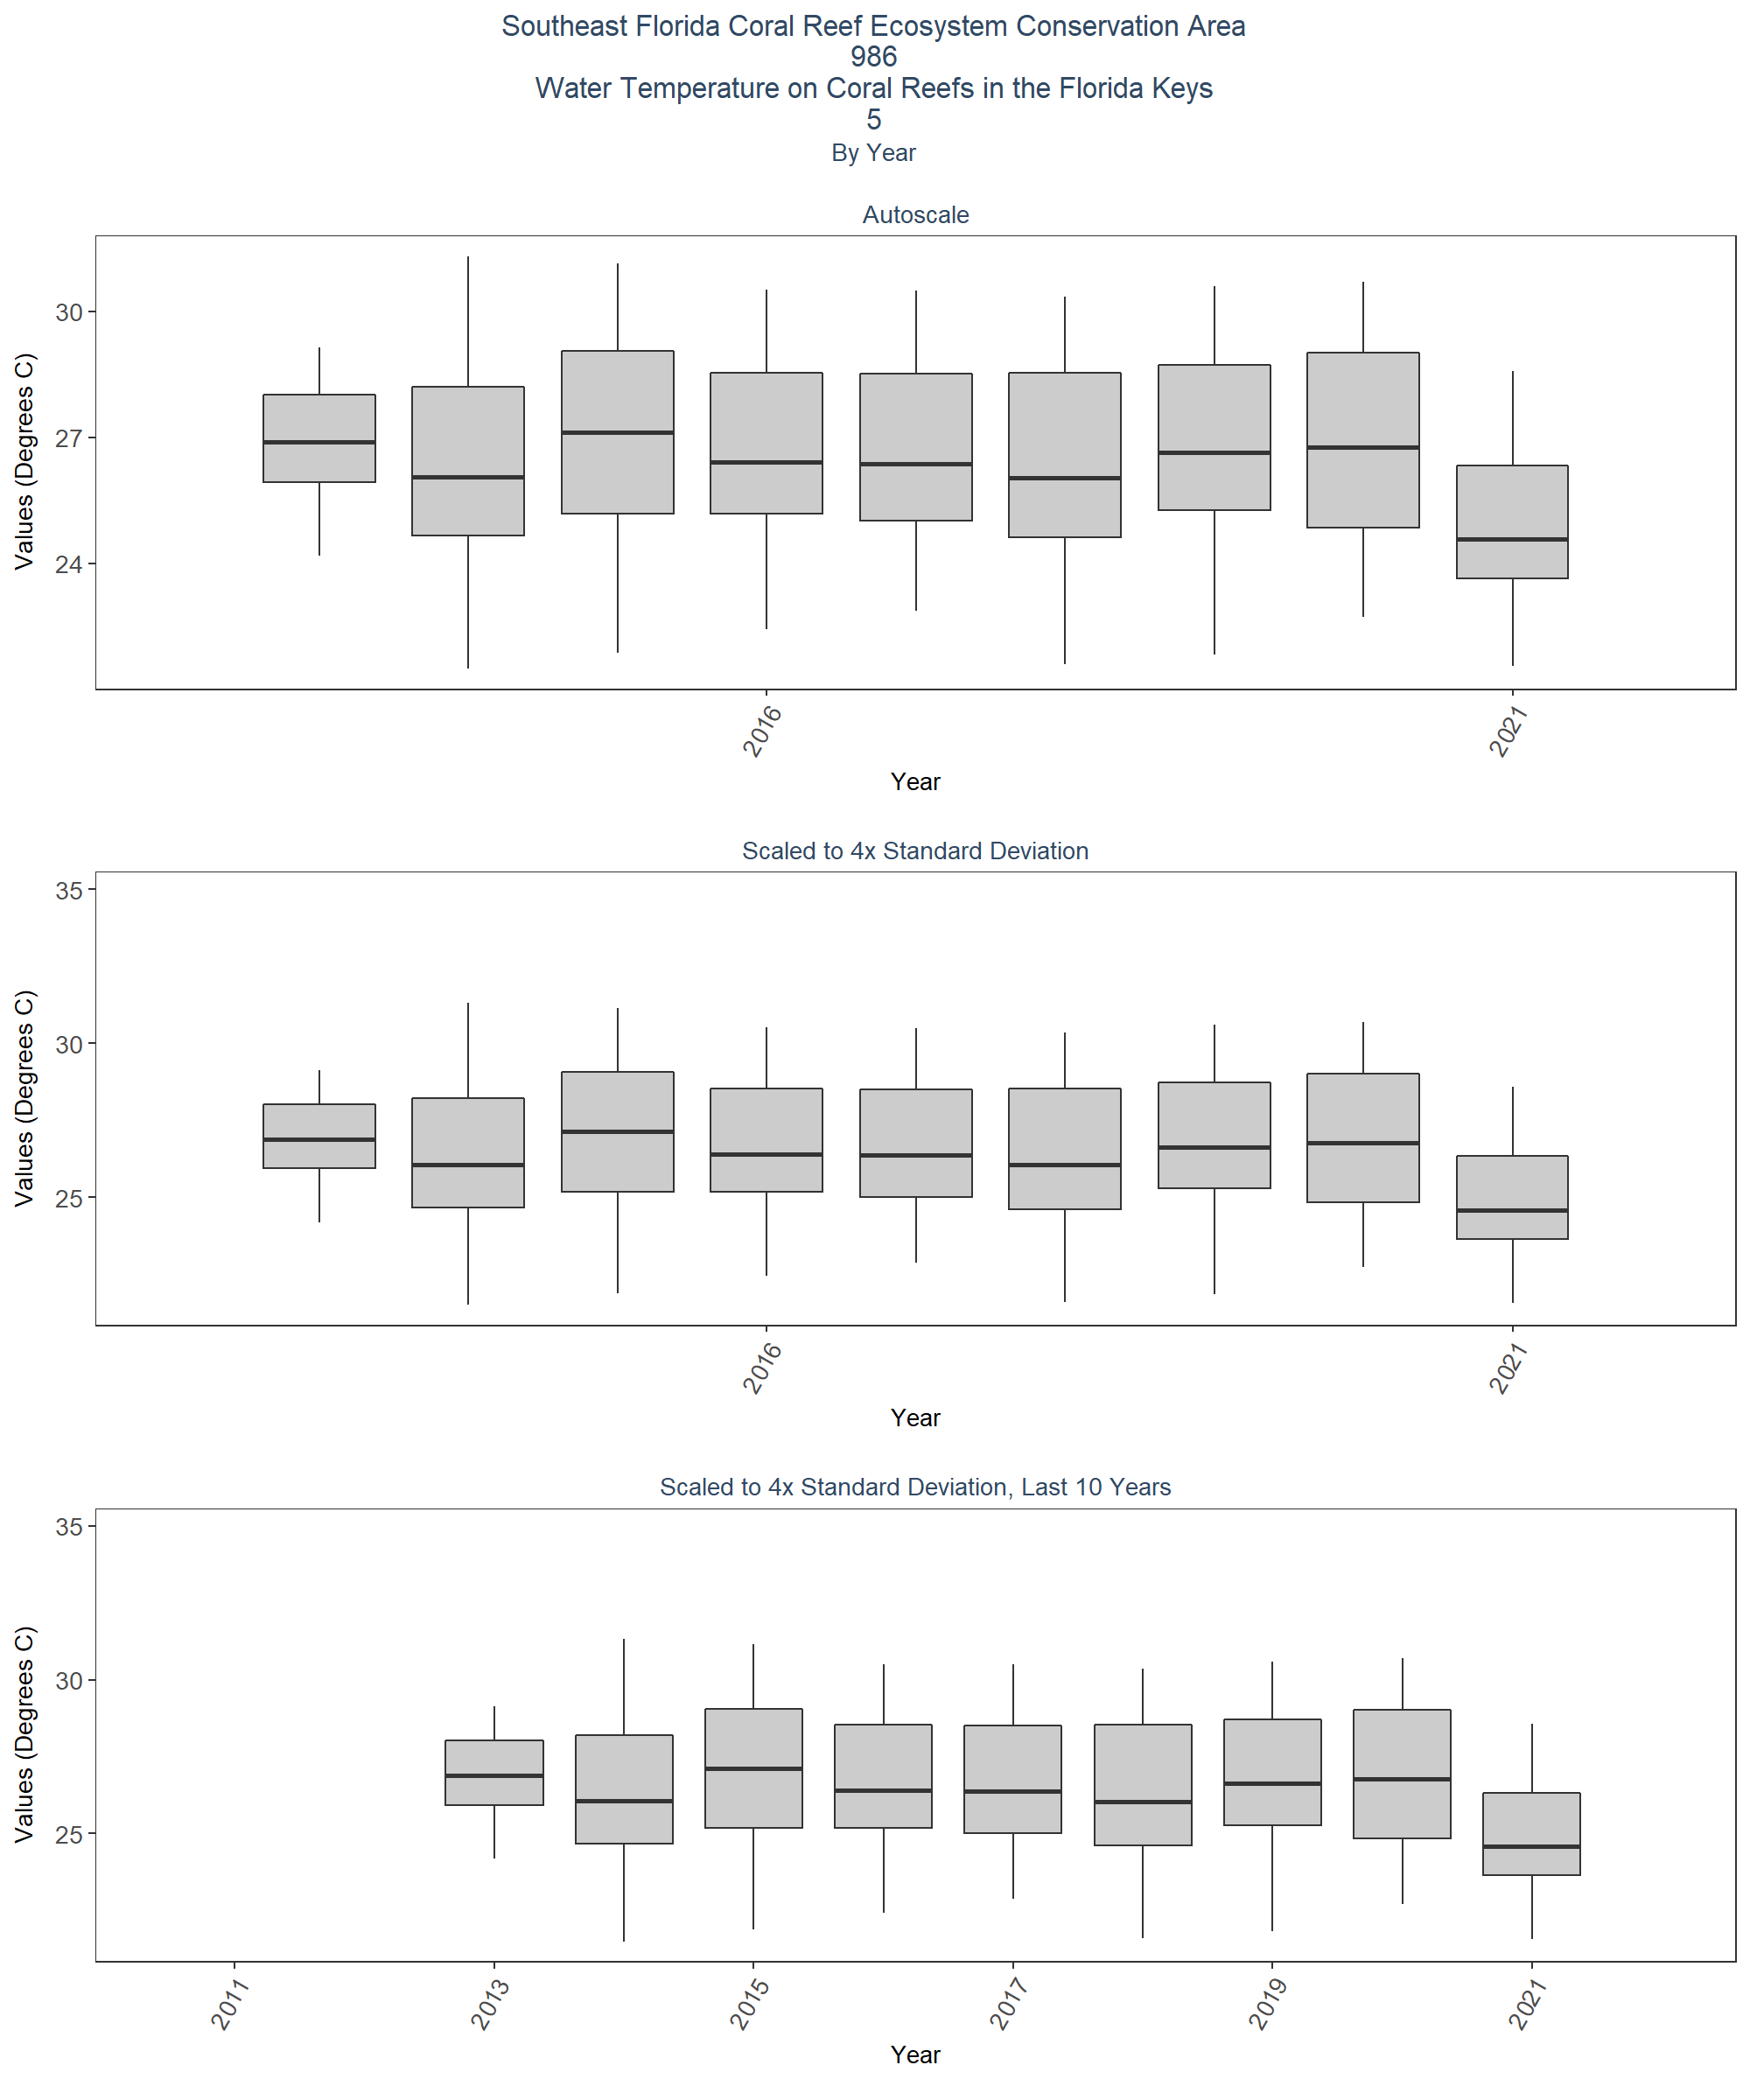 Southeast Florida Coral Reef Ecosystem Conservation Area
986
Water Temperature on Coral Reefs in the Florida Keys
5
By Year
Autoscale
Values (Degrees C)
30
27
24
2016
2021
Year
Scaled to 4x Standard Deviation
Values (Degrees C)
35
30
25
2016
2021
Year
Scaled to 4x Standard Deviation, Last 10 Years
Values (Degrees C)
35
30
25
2011
2013
2015
2017
2019
2021
Year